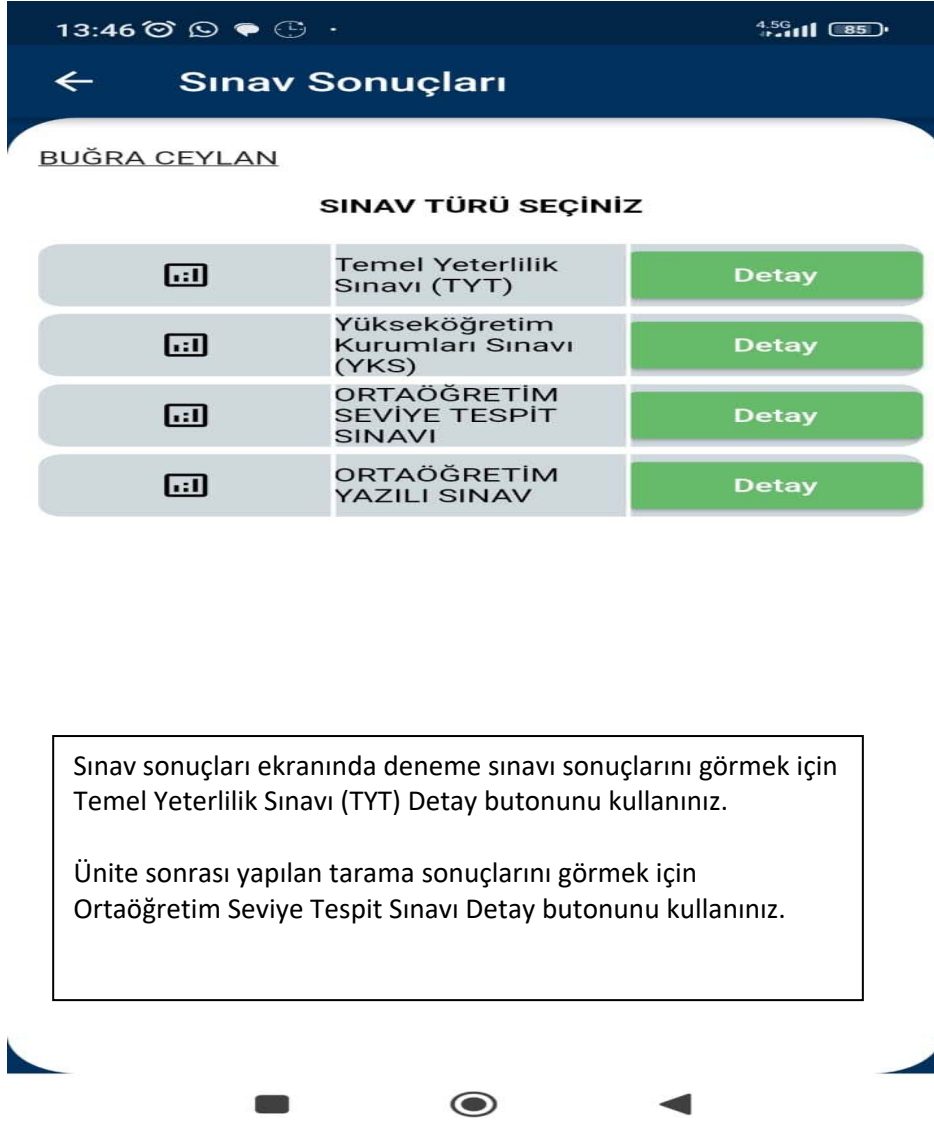 13:46
4.5G
85
Sınav Sonuçları
BUĞRA CEYLAN
SINAV TÜRÜ SEÇİNİZ
Temel Yeterlilik
Sınavı (TYT)
Detay
Yükseköğretim
Kurumları Sınavı
(YKS)
Detay
ORTAÖĞRETİM
SEVİYE TESPİT
SINAVI
Detay
ORTAÖĞRETİM
YAZILI SINAV
Detay
Sınav sonuçları ekranında deneme sınavı sonuçlarını görmek için
Temel Yeterlilik Sınavı (TYT) Detay butonunu kullanınız.
Ünite sonrası yapılan tarama sonuçlarını görmek için
Ortaöğretim Seviye Tespit Sınavı Detay butonunu kullanınız.